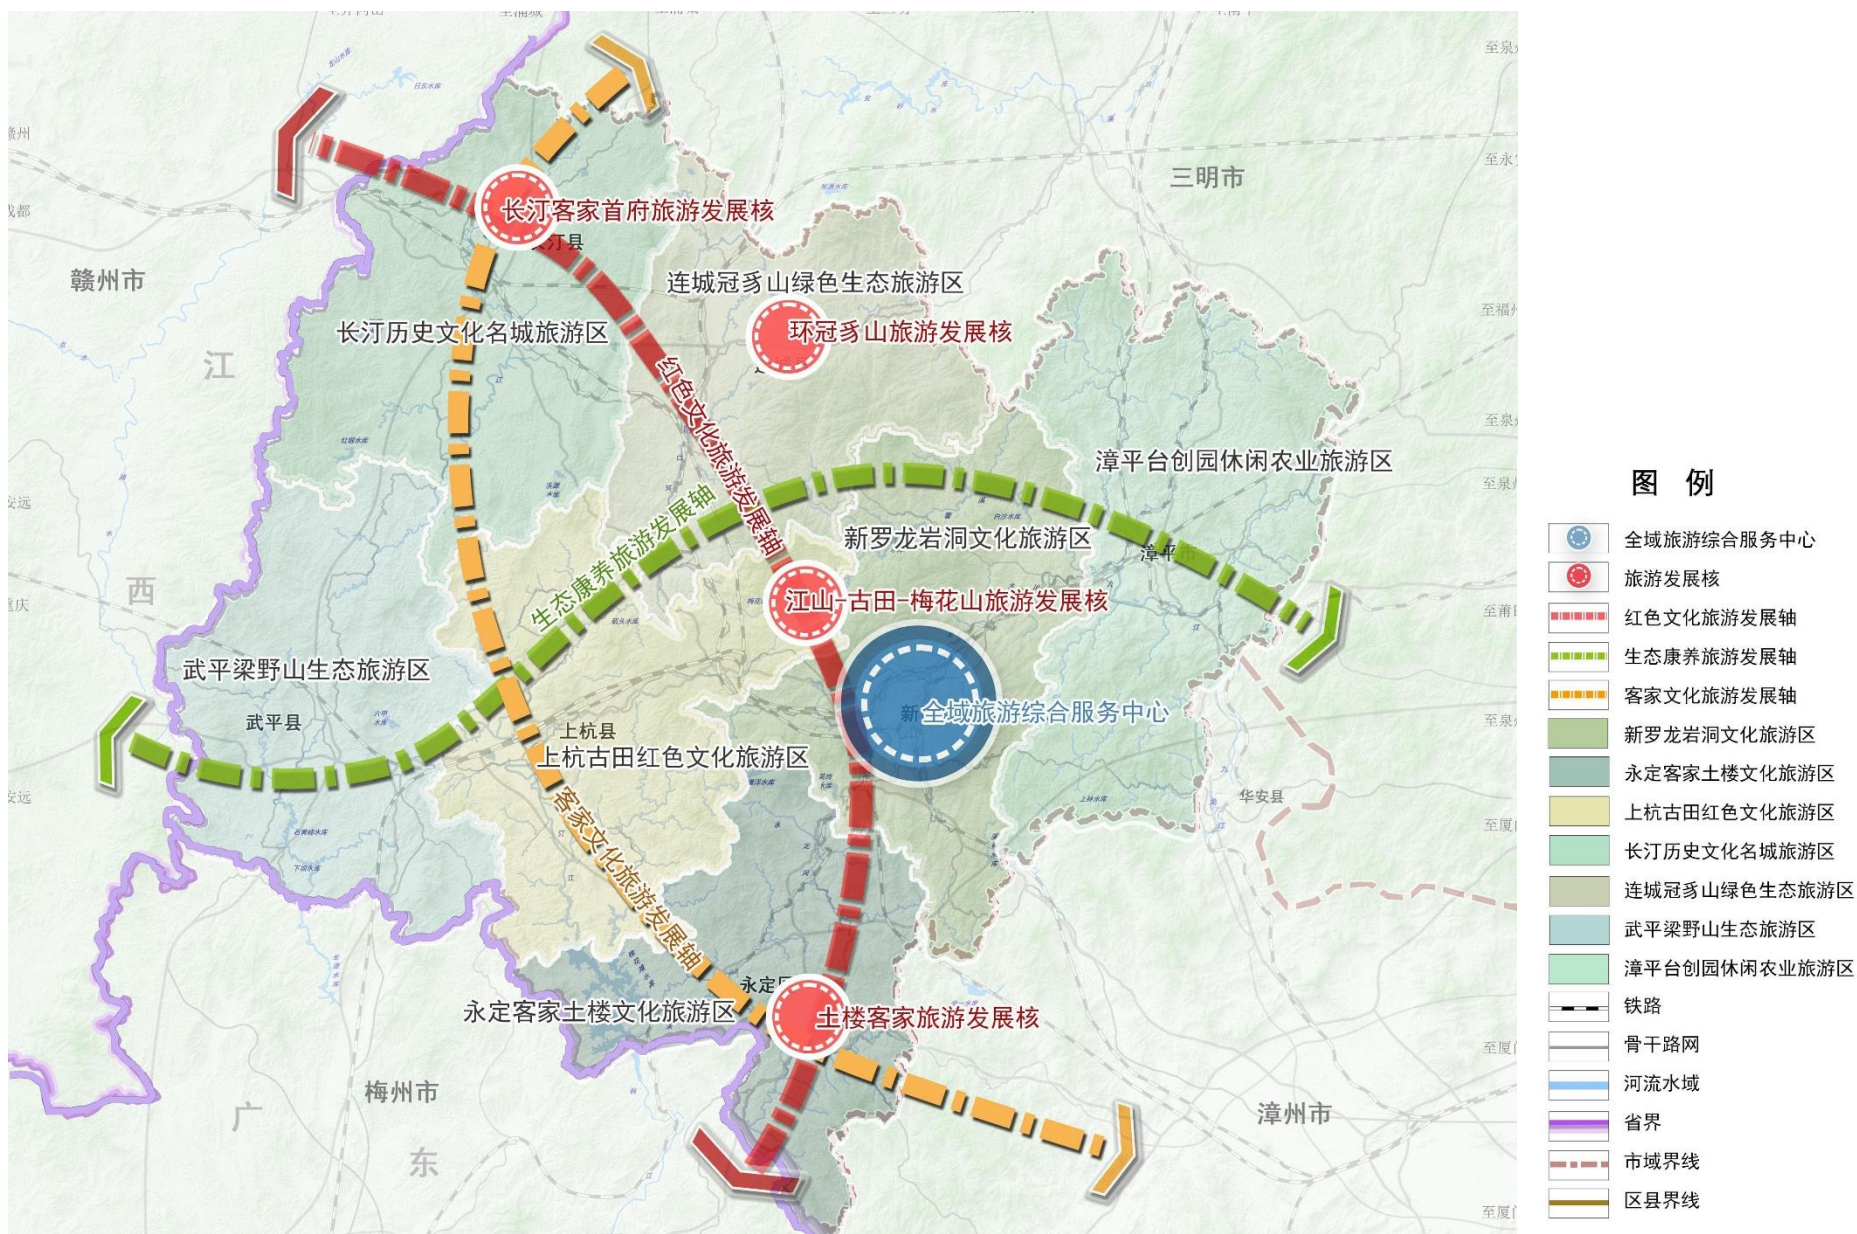 三明市
赣州
至永
成都
长汀客家首府旅游发展核
赣州市
连城冠豸山绿色生态旅游区
长汀历史文化名城旅游区
环冠豸山旅游发展核
江
红色文化旅游发展轴
漳平台创园休闲农业旅游区
安远
生态康养旅游发展轴
新罗龙岩洞文化旅游区
漳平市
西
重庆
江山-古田-梅花山旅游发展核
武平梁野山生态旅游区
武平县
全域旅游综合服务中心
上杭县
上杭古田红色文化旅游区
安远
华安县
客家文化旅游发展轴
永定客家土楼文化旅游区
土楼客家旅游发展核
梅州市
广
东
漳州市
图 例
全域旅游综合服务中心
旅游发展核
红色文化旅游发展轴
生态康养旅游发展轴
客家文化旅游发展轴
新罗龙岩洞文化旅游区
永定客家土楼文化旅游区
上杭古田红色文化旅游区
长汀历史文化名城旅游区
连城冠豸山绿色生态旅游区
武平梁野山生态旅游区
漳平台创园休闲农业旅游区
铁路
骨干路网
河流水域
省界
市域界线
区县界线